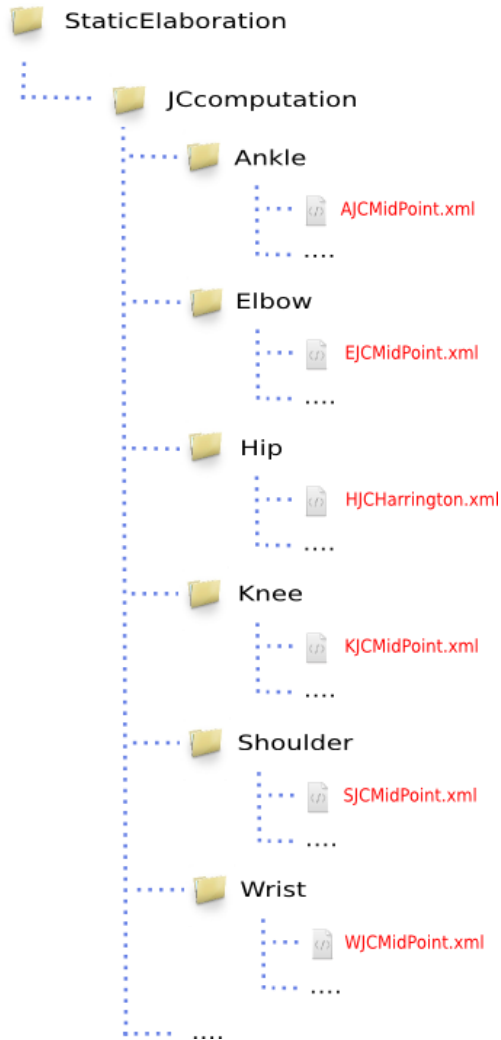 StaticElaboration
JCcomputation
Ankle
AJCMidPoint.xml
....
Elbow
EJCMidPoint.xml
....
Hip
HJCHarrington.xml
....
Knee
KJCMidPoint.xml
....
Shoulder
SJCMidPoint.xml
....
Wrist
WJCMidPoint.xml
....
....